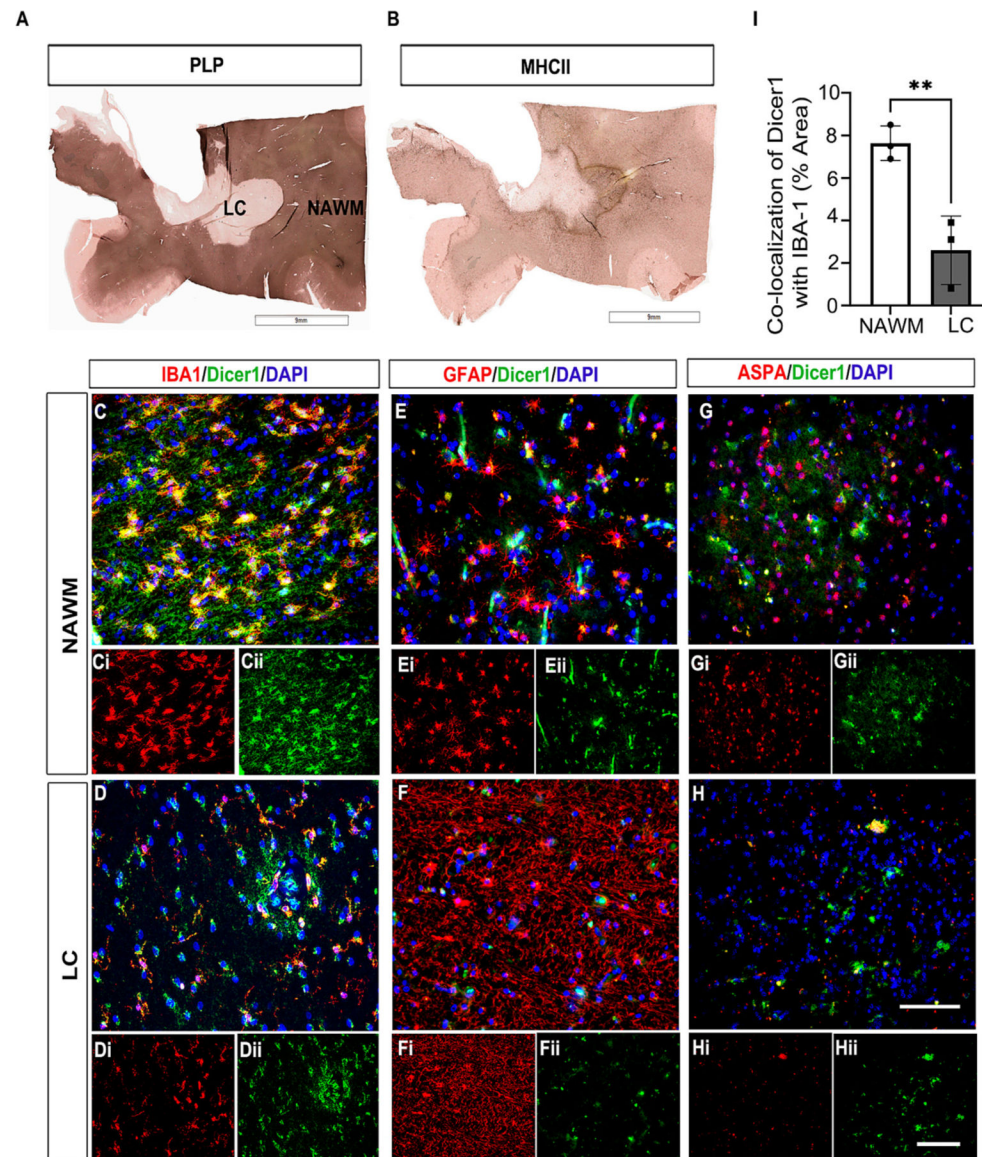 A
B
I
PLP
MHCII
LC
NAWM
9mm
9mm
**
10
8
6
4
2
0
Co-localization of Dicer1
with IBA-1 (% Area)
NAWM
LC
IBA1/Dicer1/DAPI
GFAP/Dicer1/DAPI
ASPA/Dicer1/DAPI
NAWM
C
E
G
Ci
Cii
Ei
Eii
Gi
Gii
LC
D
F
H
Di
Dii
Fi
Fii
Hi
Hii